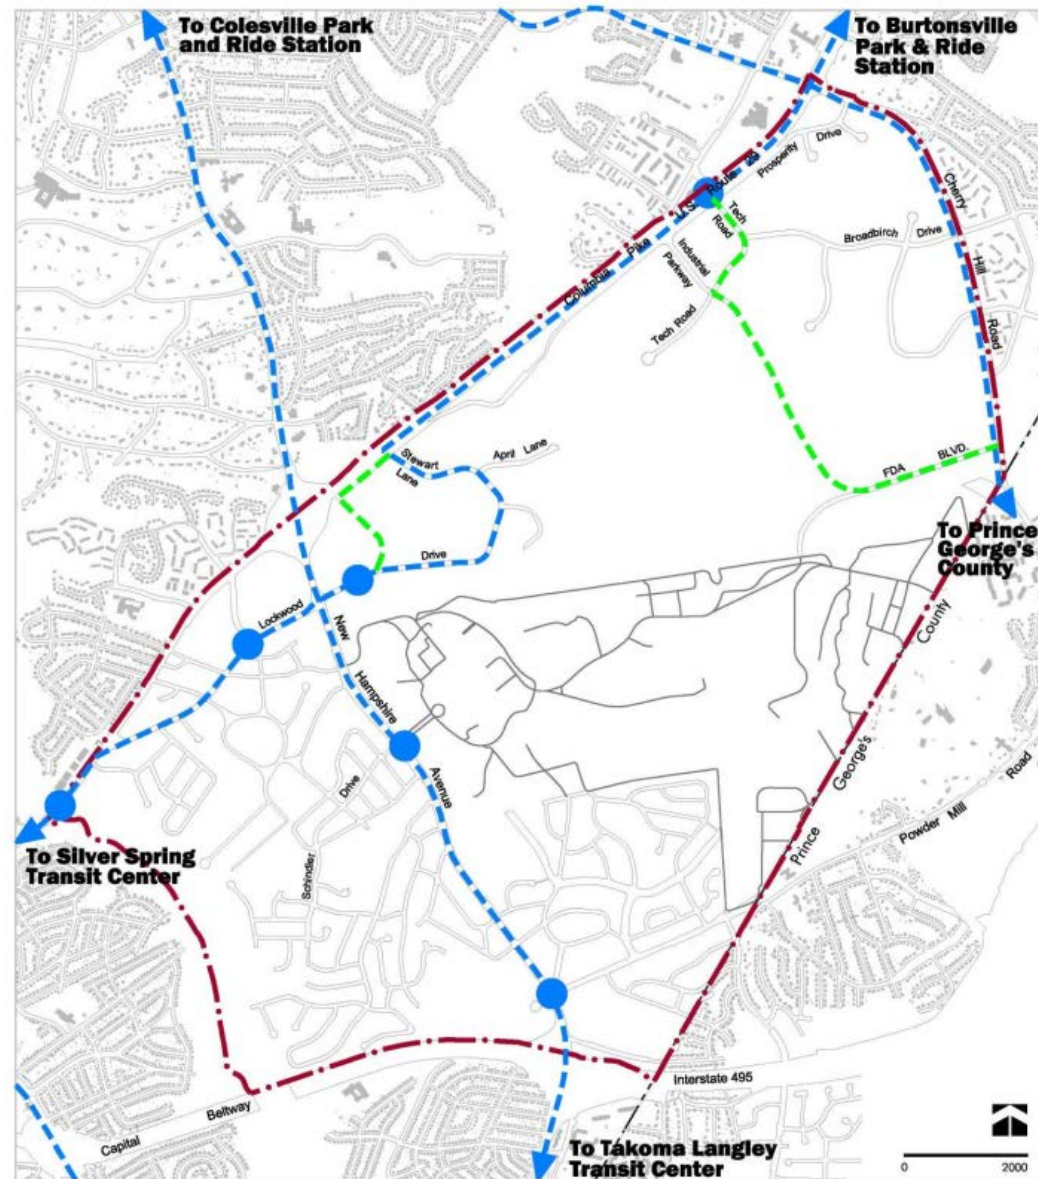 To Colesville Park
and Ride Station
To Burtonsville
Park & Ride
Station
Prosperity Drive
U S Route 29
Columbia Pike
Tech
Road
Industrial
Parkway
Tech Road
Broadbirch Drive
Cherry Hill Road
Stewart
Lane
April Lane
FDA BLVD.
Lockwood Drive
To Prince
George's
County
New Hampshire Avenue
Schindler Drive
Prince George's County
Powder Mill Road
To Silver Spring
Transit Center
Interstate 495
Capital Beltway
To Takoma Langley
Transit Center
0 2000